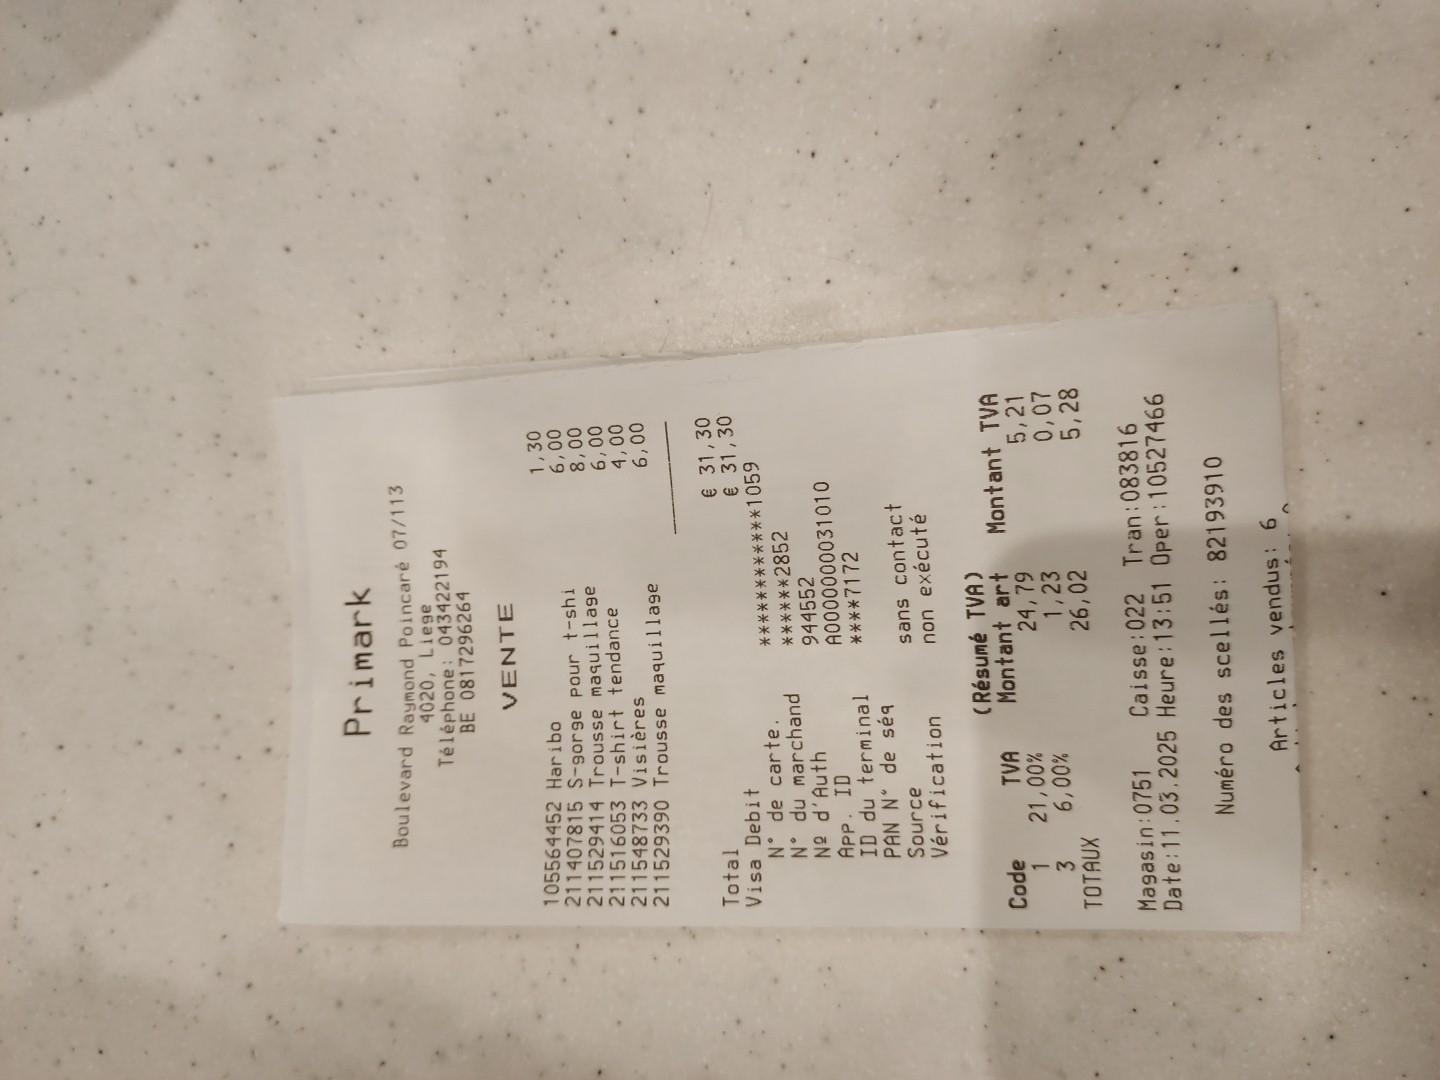 Primark
Boulevard Raymond Poincaré 07/113
4020, Liege
Téléphone: 043422194
BE 0817296264
VENTE
105564452 Haribo 1,30
211407815 S-gorge pour t-shi 6,00
211529414 Trousse maquillage 8,00
211516053 T-shirt tendance 6,00
211548733 Visières 4,00
211529390 Trousse maquillage 6,00
Total € 31,30
Visa Debit € 31,30
N° de carte. ************1059
N° du marchand ******2852
Nº d'Auth 944552
App. ID A0000000031010
ID du terminal ****7172
PAN N° de séq
Source sans contact
Vérification non exécuté
(Résumé TVA)
Code TVA Montant art Montant TVA
1 21,00% 24,79 5,21
3 6,00% 1,23 0,07
TOTAUX 26,02 5,28
Magasin:0751 Caisse:022 Tran:083816
Date:11.03.2025 Heure:13:51 Oper:10527466
Numéro des scellés: 82193910
Articles vendus: 6